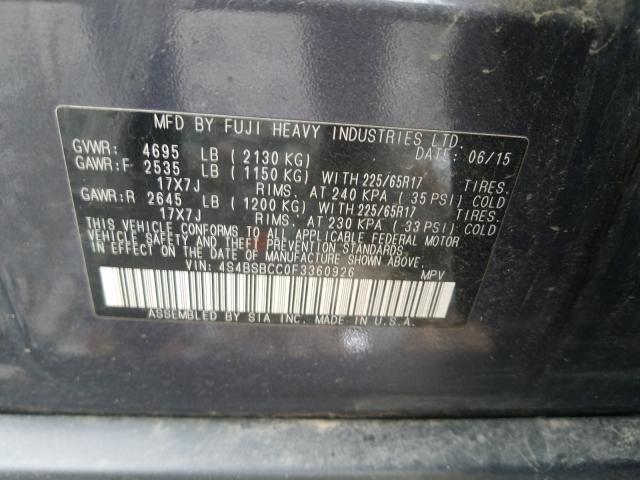 MFD BY FUJI HEAVY INDUSTRIES LTD.
GVWR: 4695 LB (2130 KG) DATE: 06/15
GAWR:F 2535 LB (1150 KG) WITH 225/65R17 TIRES.
17X7J RIMS. AT 240 KPA (35 PSI) COLD
GAWR:R 2645 LB (1200 KG) WITH 225/65R17 TIRES.
17X7J RIMS. AT 230 KPA (33 PSI) COLD
THIS VEHICLE CONFORMS TO ALL APPLICABLE FEDERAL MOTOR
VEHICLE SAFETY AND THEFT PREVENTION STANDARDS
IN EFFECT ON THE DATE OF MANUFACTURE SHOWN ABOVE.
VIN: 4S4BSBCC0F3360926 MPV
ASSEMBLED BY SIA INC. MADE IN U.S.A.